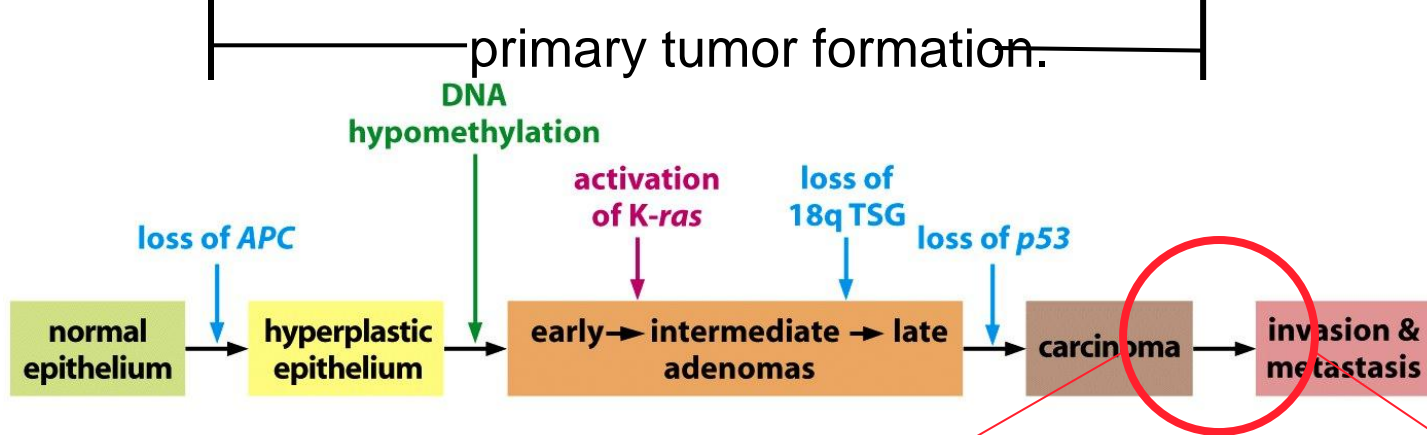 primary tumor formation.
DNA
hypomethylation
activation
of K-ras
loss of
18q TSG
loss of APC
loss of p53
normal
epithelium
hyperplastic
epithelium
early → intermediate → late
adenomas
carcinoma
invasion &
metastasis